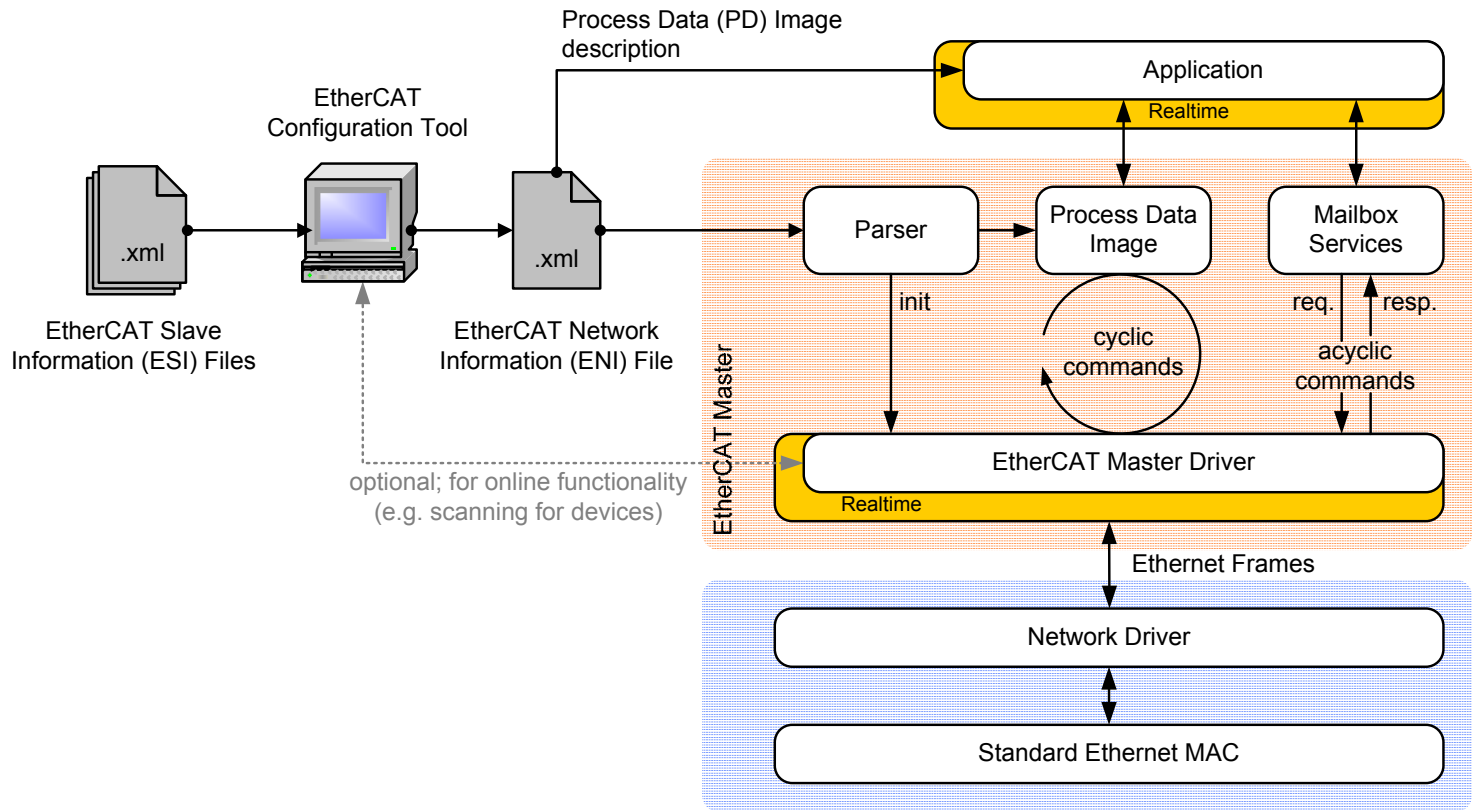 Process Data (PD) Image
description
Application
Realtime
EtherCAT
Configuration Tool
.xml
.xml
EtherCAT Slave
Information (ESI) Files
EtherCAT Network
Information (ENI) File
Parser
Process Data
Image
Mailbox
Services
init
cyclic
commands
req.
resp.
acyclic
commands
EtherCAT Master
EtherCAT Master Driver
Realtime
optional; for online functionality
(e.g. scanning for devices)
Ethernet Frames
Network Driver
Standard Ethernet MAC